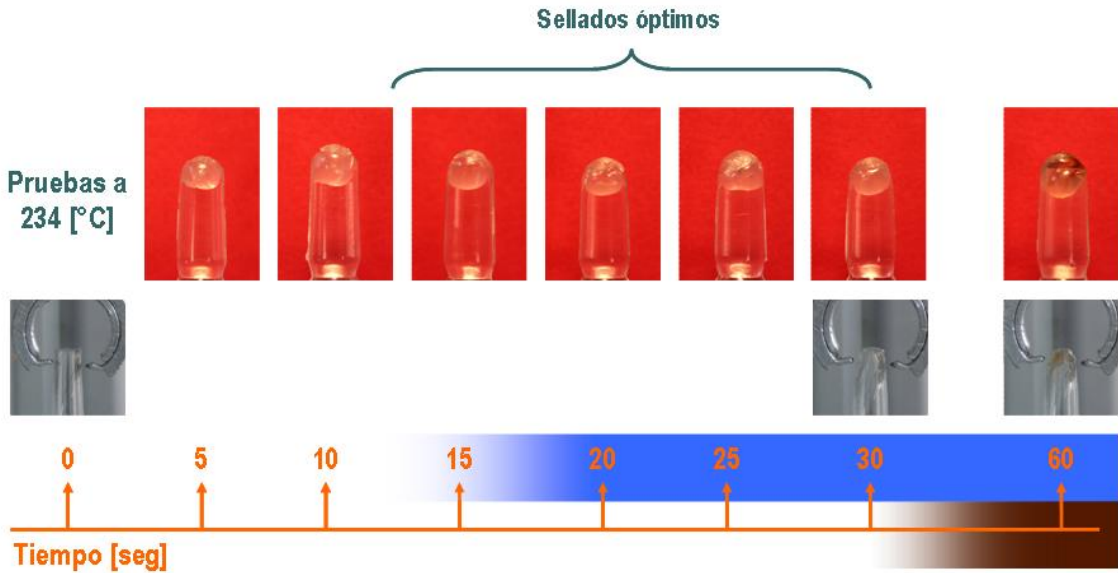 Sellados óptimos
Pruebas a
234 [°C]
0 5 10 15 20 25 30 60
Tiempo [seg]